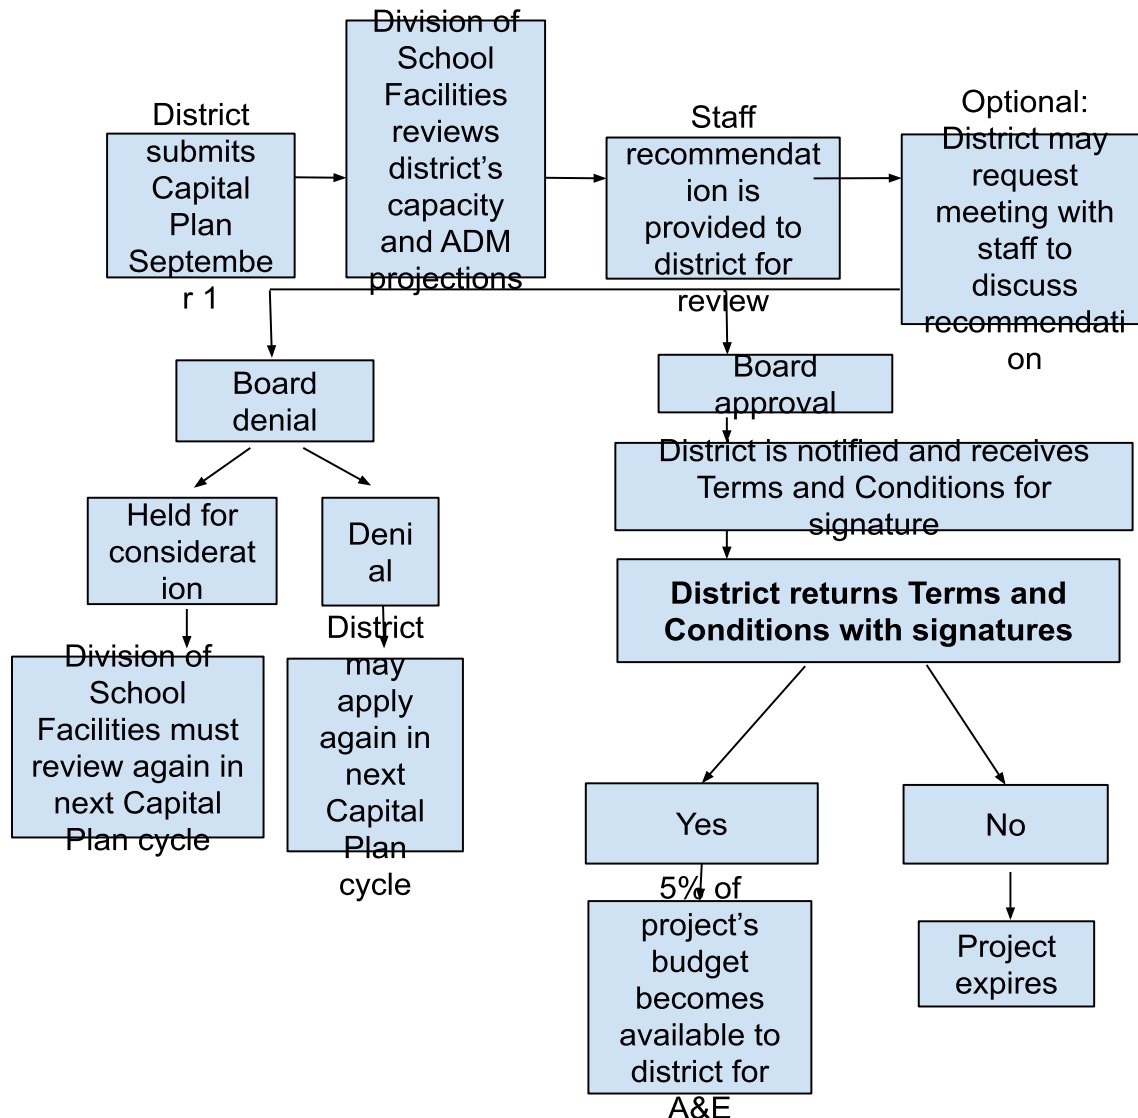 District
submits
Capital
Plan
Septembe
r 1
Division of
School
Facilities
reviews
district’s
capacity
and ADM
projections
Staff
recommendat
ion is
provided to
district for
review
Optional:
District may
request
meeting with
staff to
discuss
recommendati
on
Board
denial
Board
approval
District is notified and receives
Terms and Conditions for
signature
Held for
considerat
ion
Deni
al
District returns Terms and
Conditions with signatures
Division of
School
Facilities must
review again in
next Capital
Plan cycle
District
may
apply
again in
next
Capital
Plan
cycle
Yes
No
5% of
project’s
budget
becomes
available to
district for
A&E
Project
expires